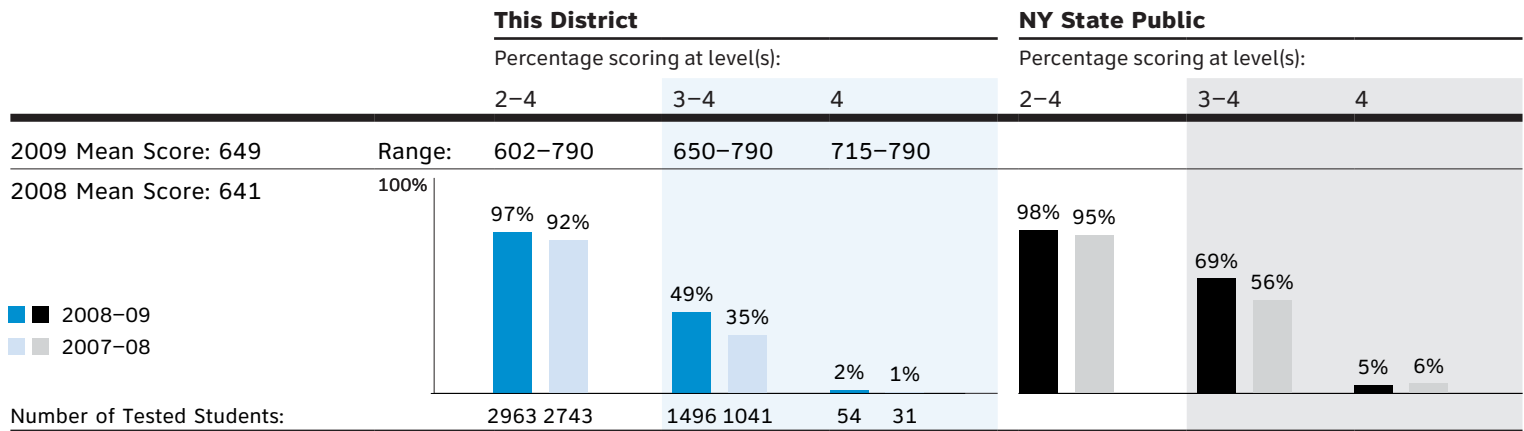 This District NY State Public
Percentage scoring at level(s): Percentage scoring at level(s):
2–4 3–4 4 2–4 3–4 4
2009 Mean Score: 649 Range: 602–790 650–790 715–790
2008 Mean Score: 641 100%
97% 92% 49% 35% 2% 1% 98% 95% 69% 56% 5% 6%
2008–09
2007–08
Number of Tested Students: 2963 2743 1496 1041 54 31